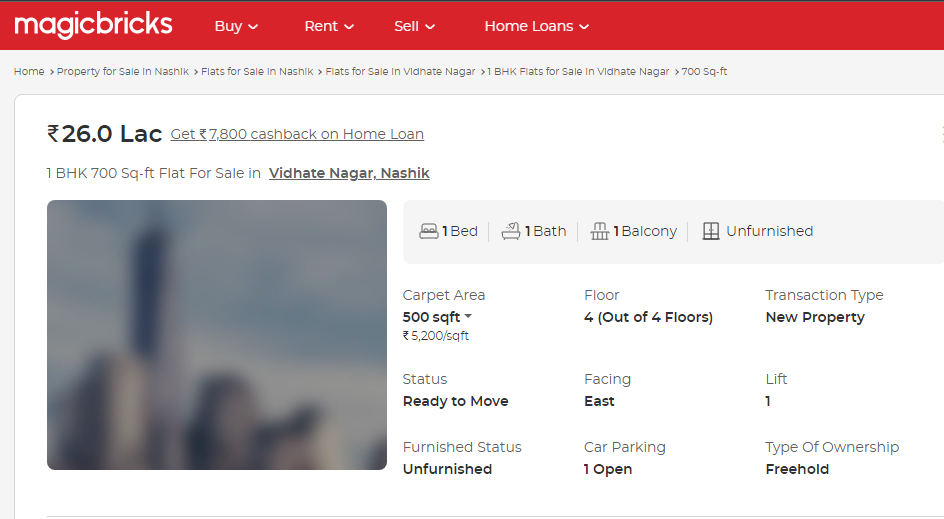 magicbricks Buy Rent Sell Home Loans
Home > Property for Sale in Nashik > Flats for Sale in Nashik > Flats for Sale in Vidhate Nagar > 1 BHK Flats for Sale in Vidhate Nagar > 700 Sq-ft
₹26.0 Lac Get ₹7,800 cashback on Home Loan
1 BHK 700 Sq-ft Flat For Sale in Vidhate Nagar, Nashik
1 Bed 1 Bath 1 Balcony Unfurnished
Carpet Area Floor Transaction Type
500 sqft 4 (Out of 4 Floors) New Property
₹5,200/sqft
Status Facing Lift
Ready to Move East 1
Furnished Status Car Parking Type Of Ownership
Unfurnished 1 Open Freehold